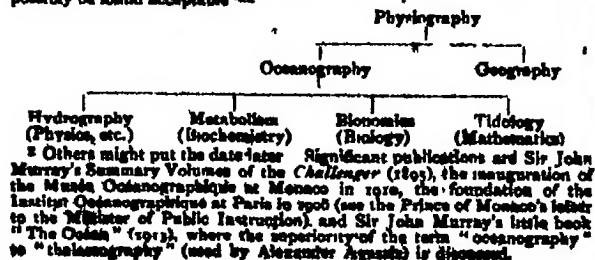 possibly be found acceptable —
Physiography
Oceanography Geography
Hydrography Metabolism Bionomics Tidology
(Physics, etc.) (Biochemistry) (Biology) (Mathematics)
Others might put the date later Significant publications are Sir John
Murray's Summary Volumes of the Challenger (1895), the inauguration of
the Musée Océanographique at Monaco in 1910, the foundation of the
Institut Océanographique at Paris in 1906 (see the Prince of Monaco's letter
to the Minister of Public Instruction), and Sir John Murray's little book
"The Ocean" (1913), where the superiority of the term "oceanography"
to "thalassography" (used by Alexander Agassiz) is discussed.